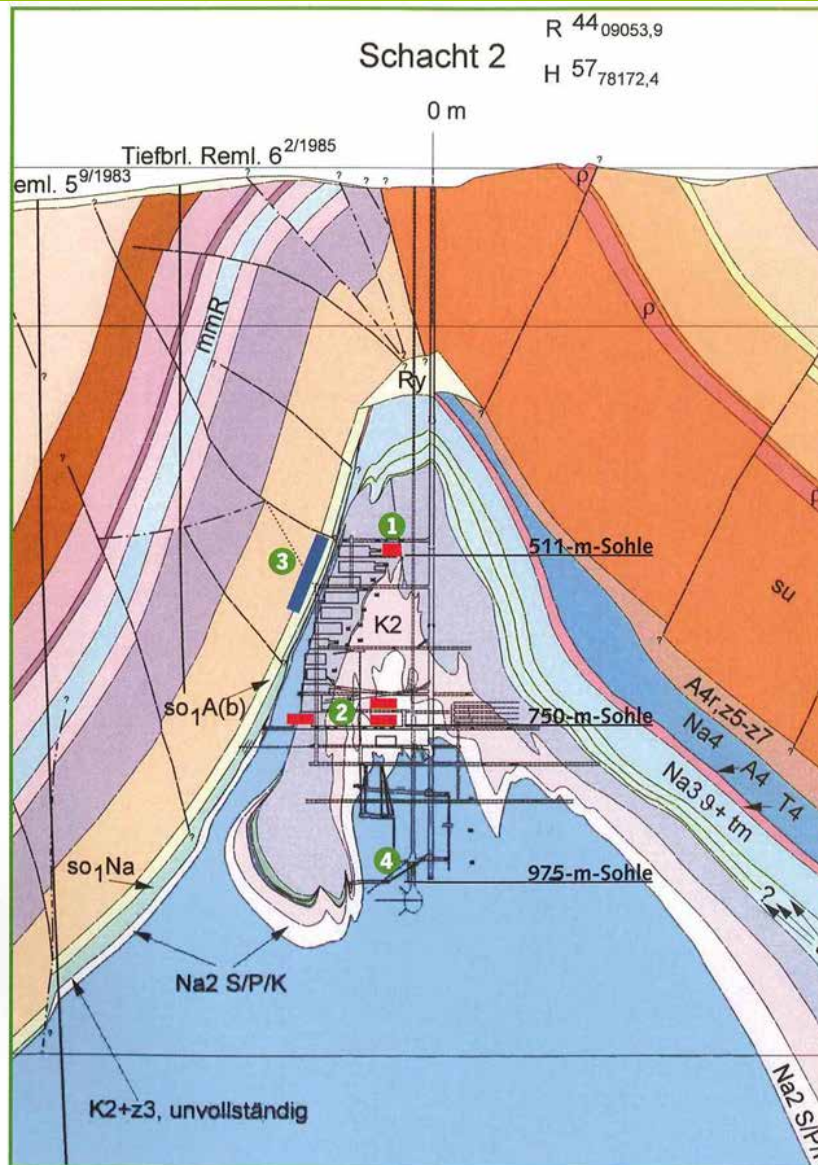 R 44 09053,9
Schacht 2
H 57 78172,4
0 m
Tiefbrl. Reml. 6 2/1985
eml. 5 9/1983
?
?
?
?
?
?
ρ
ρ
ρ
ρ
mmR
Ry
1
3
511-m-Sohle
K2
su
so1A(b)
2
750-m-Sohle
A4r,z5-z7
Na4
A4
T4
Na3ϑ+tm
so1Na
4
975-m-Sohle
?
Na2 S/P/K
Na2 S/P/K
K2+z3, unvollständig